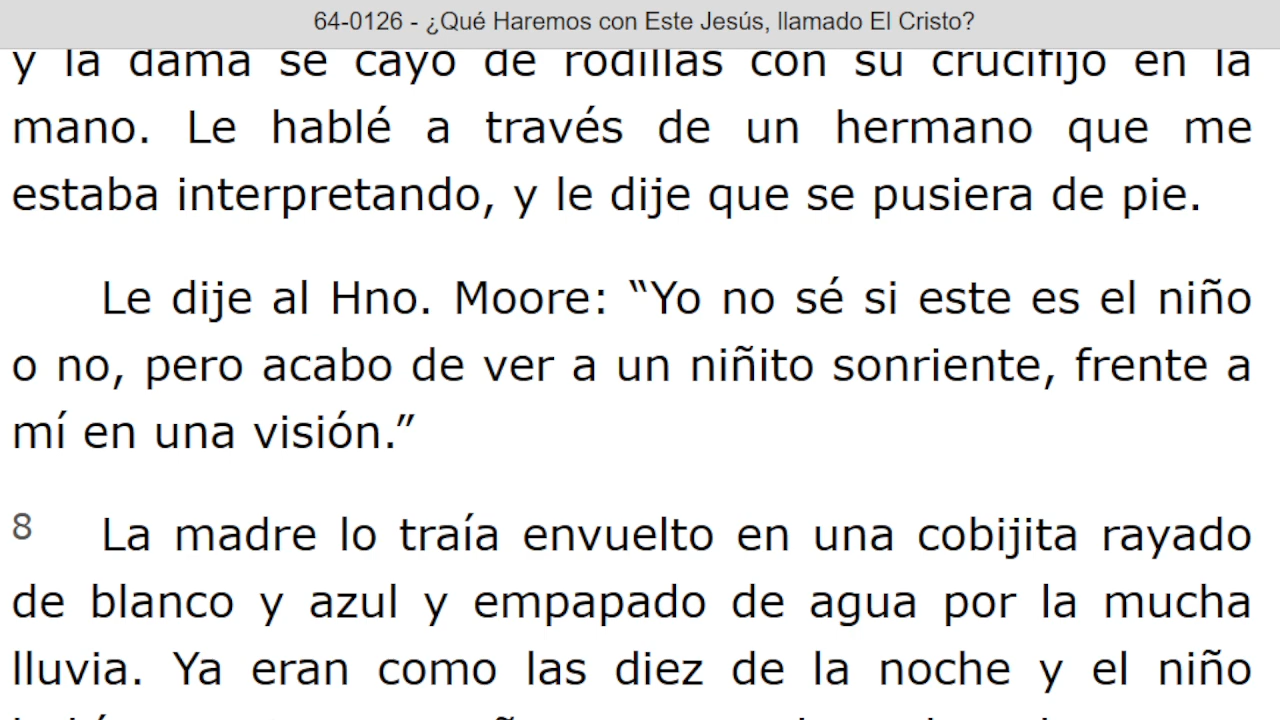 64-0126 - ¿Qué Haremos con Este Jesús, llamado El Cristo?
y la dama se cayó de rodillas con su crucifijo en la
mano. Le hablé a través de un hermano que me
estaba interpretando, y le dije que se pusiera de pie.
Le dije al Hno. Moore: “Yo no sé si este es el niño
o no, pero acabo de ver a un niñito sonriente, frente a
mí en una visión.”
8 La madre lo traía envuelto en una cobijita rayado
de blanco y azul y empapado de agua por la mucha
lluvia. Ya eran como las diez de la noche y el niño